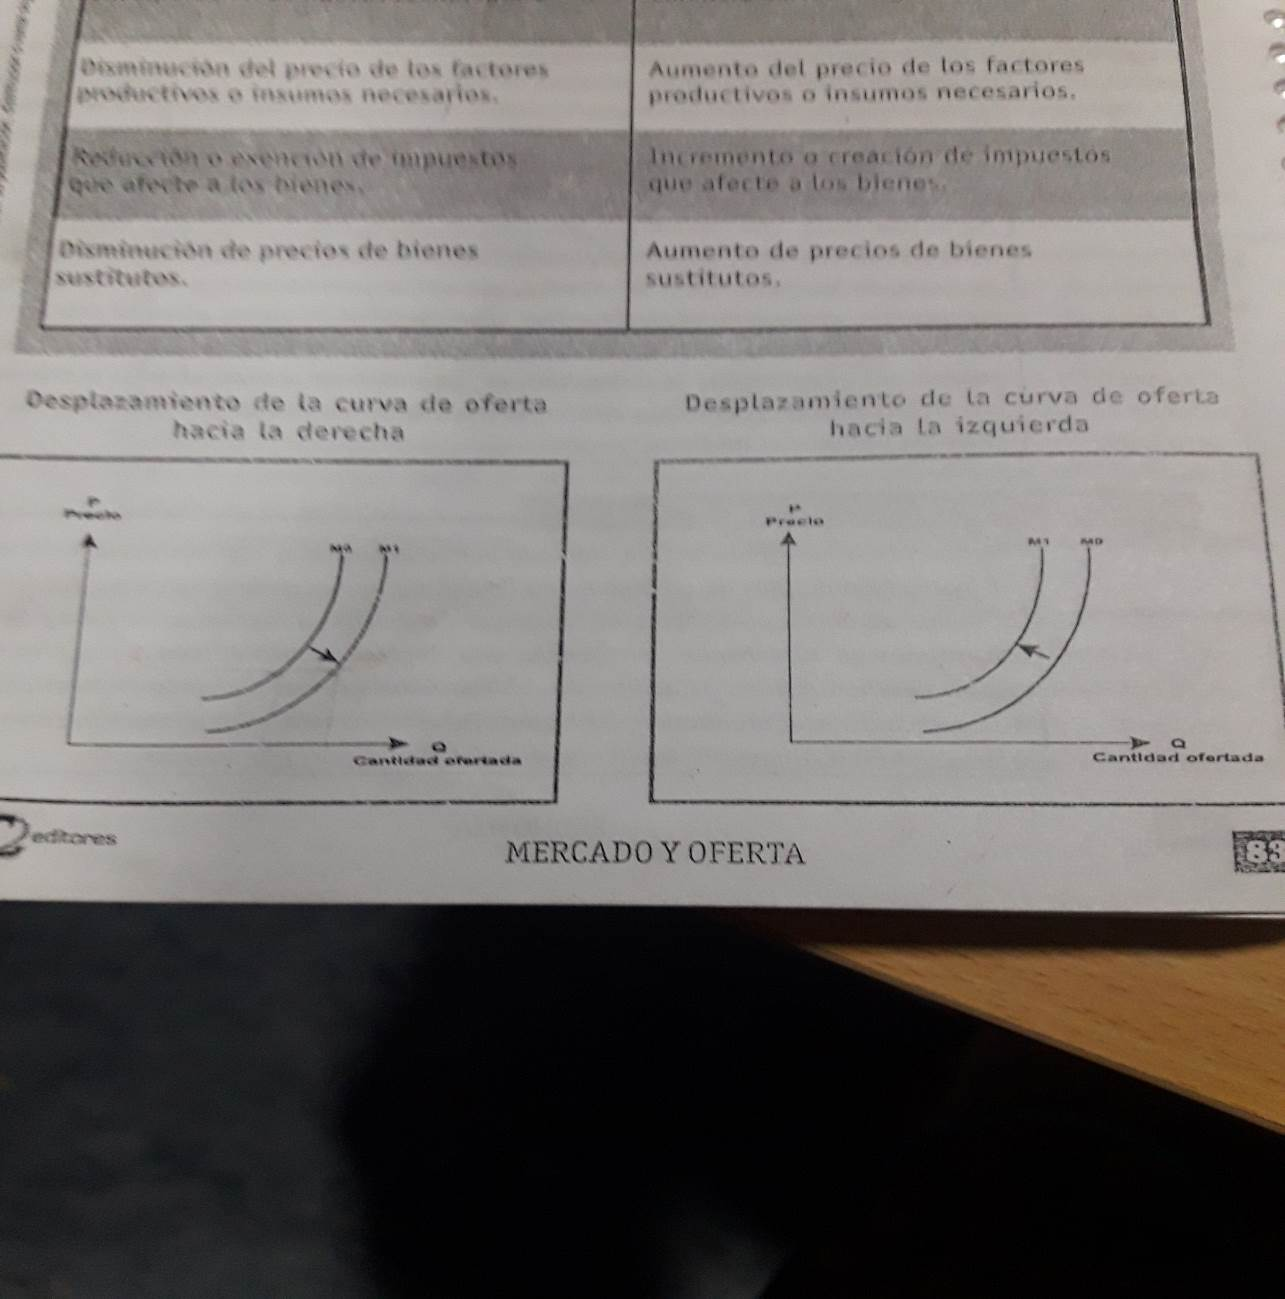 Disminución del precio de los factores
productivos o insumos necesarios.
Aumento del precio de los factores
productivos o insumos necesarios.
Reducción o exención de impuestos
que afecte a los bienes.
Incremento o creación de impuestos
que afecte a los bienes.
Disminución de precios de bienes
sustitutos.
Aumento de precios de bienes
sustitutos.
Desplazamiento de la curva de oferta
hacia la derecha
Desplazamiento de la curva de oferta
hacia la izquierda
P
Precio
M0 M1
Q
Cantidad ofertada
P
Precio
M1 M0
Q
Cantidad ofertada
editores
MERCADO Y OFERTA
83